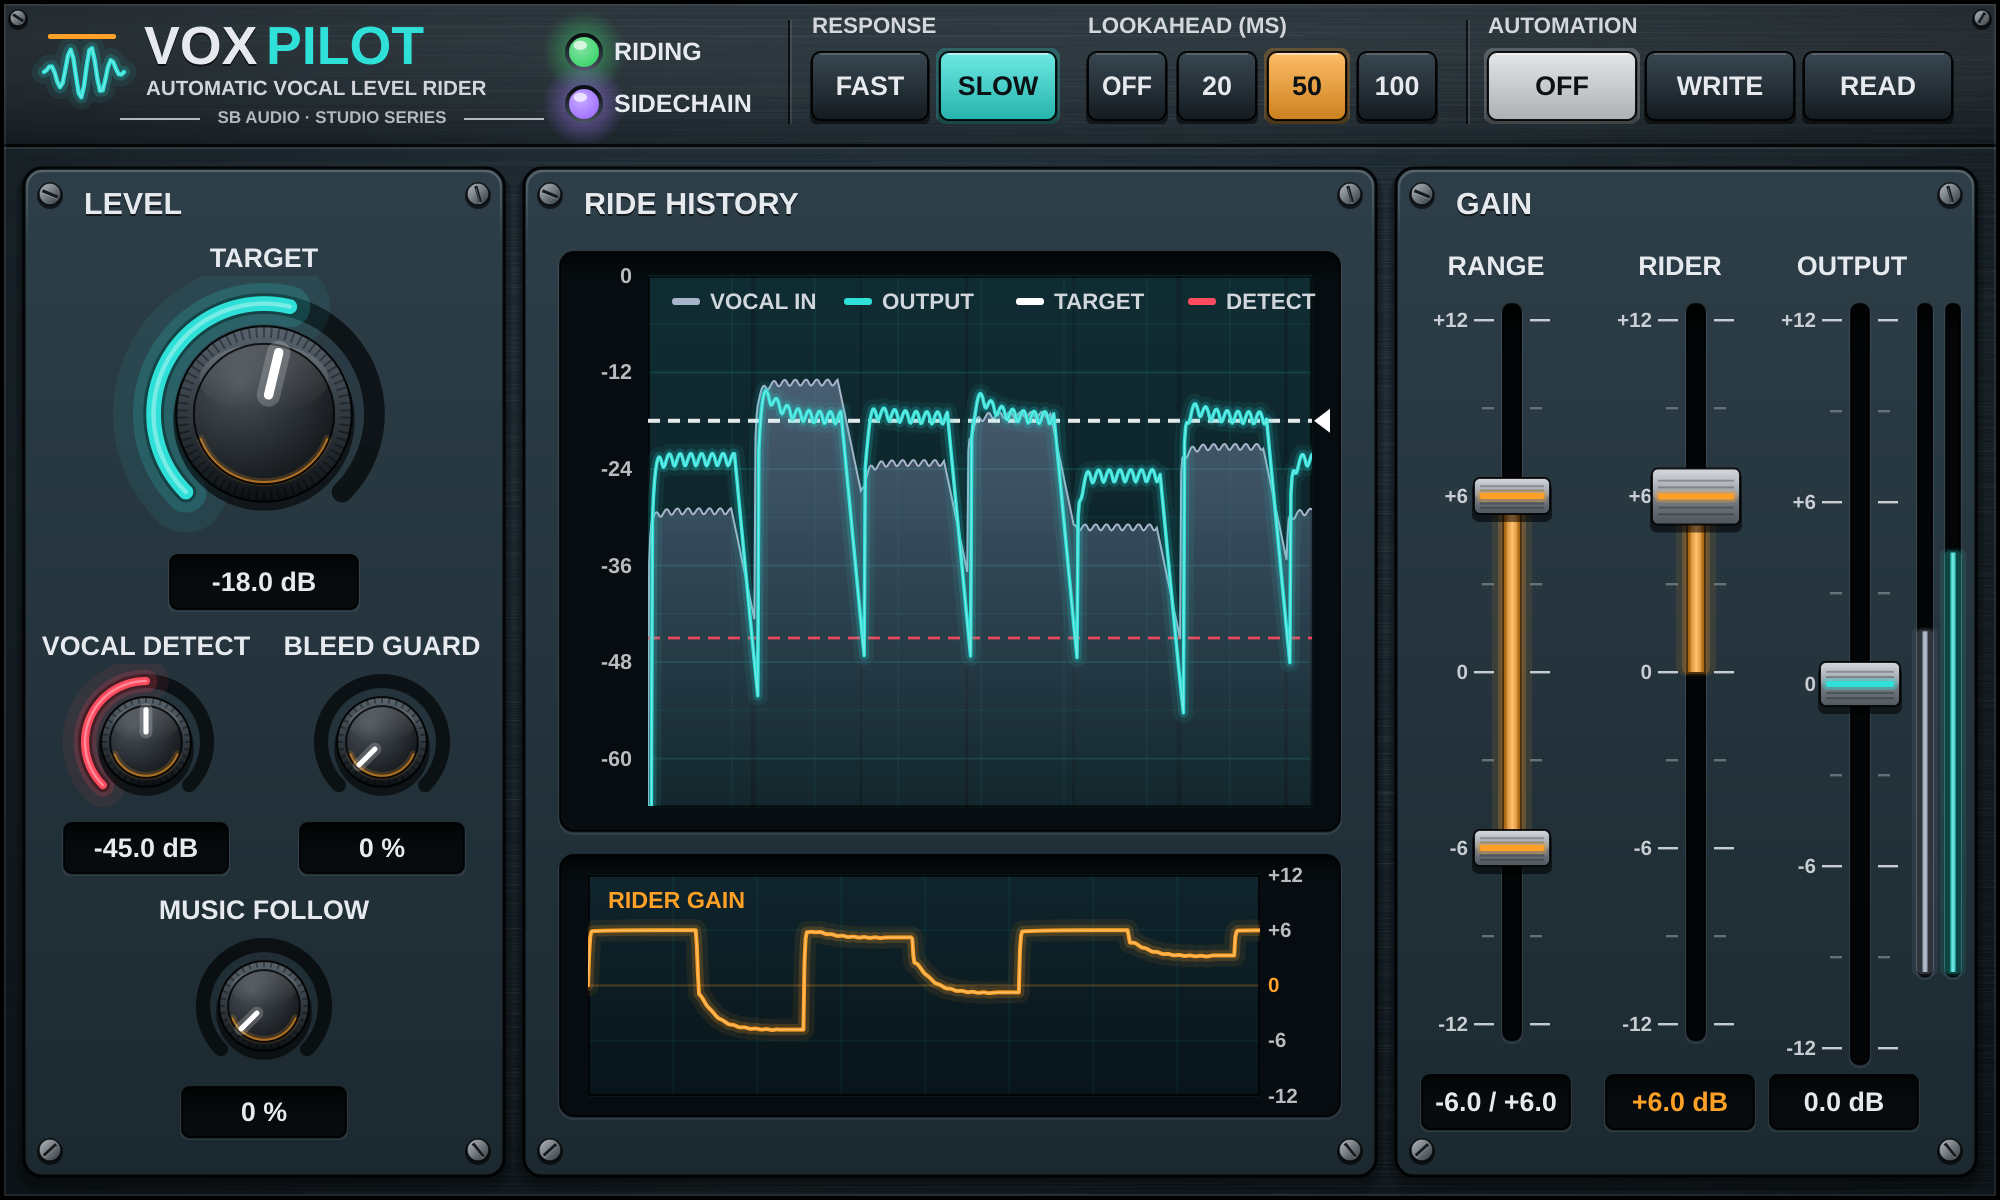 VOX PILOT
AUTOMATIC VOCAL LEVEL RIDER
SB AUDIO · STUDIO SERIES
RIDING
SIDECHAIN
RESPONSE
FAST
SLOW
LOOKAHEAD (MS)
OFF
20
50
100
AUTOMATION
OFF
WRITE
READ
LEVEL
TARGET
-18.0 dB
VOCAL DETECT
BLEED GUARD
-45.0 dB
0 %
MUSIC FOLLOW
0 %
RIDE HISTORY
VOCAL IN
OUTPUT
TARGET
DETECT
0
-12
-24
-36
-48
-60
RIDER GAIN
+12
+6
0
-6
-12
GAIN
RANGE
+12
+6
0
-6
-12
-6.0 / +6.0
RIDER
+12
+6
0
-6
-12
+6.0 dB
OUTPUT
+12
+6
0
-6
-12
0.0 dB